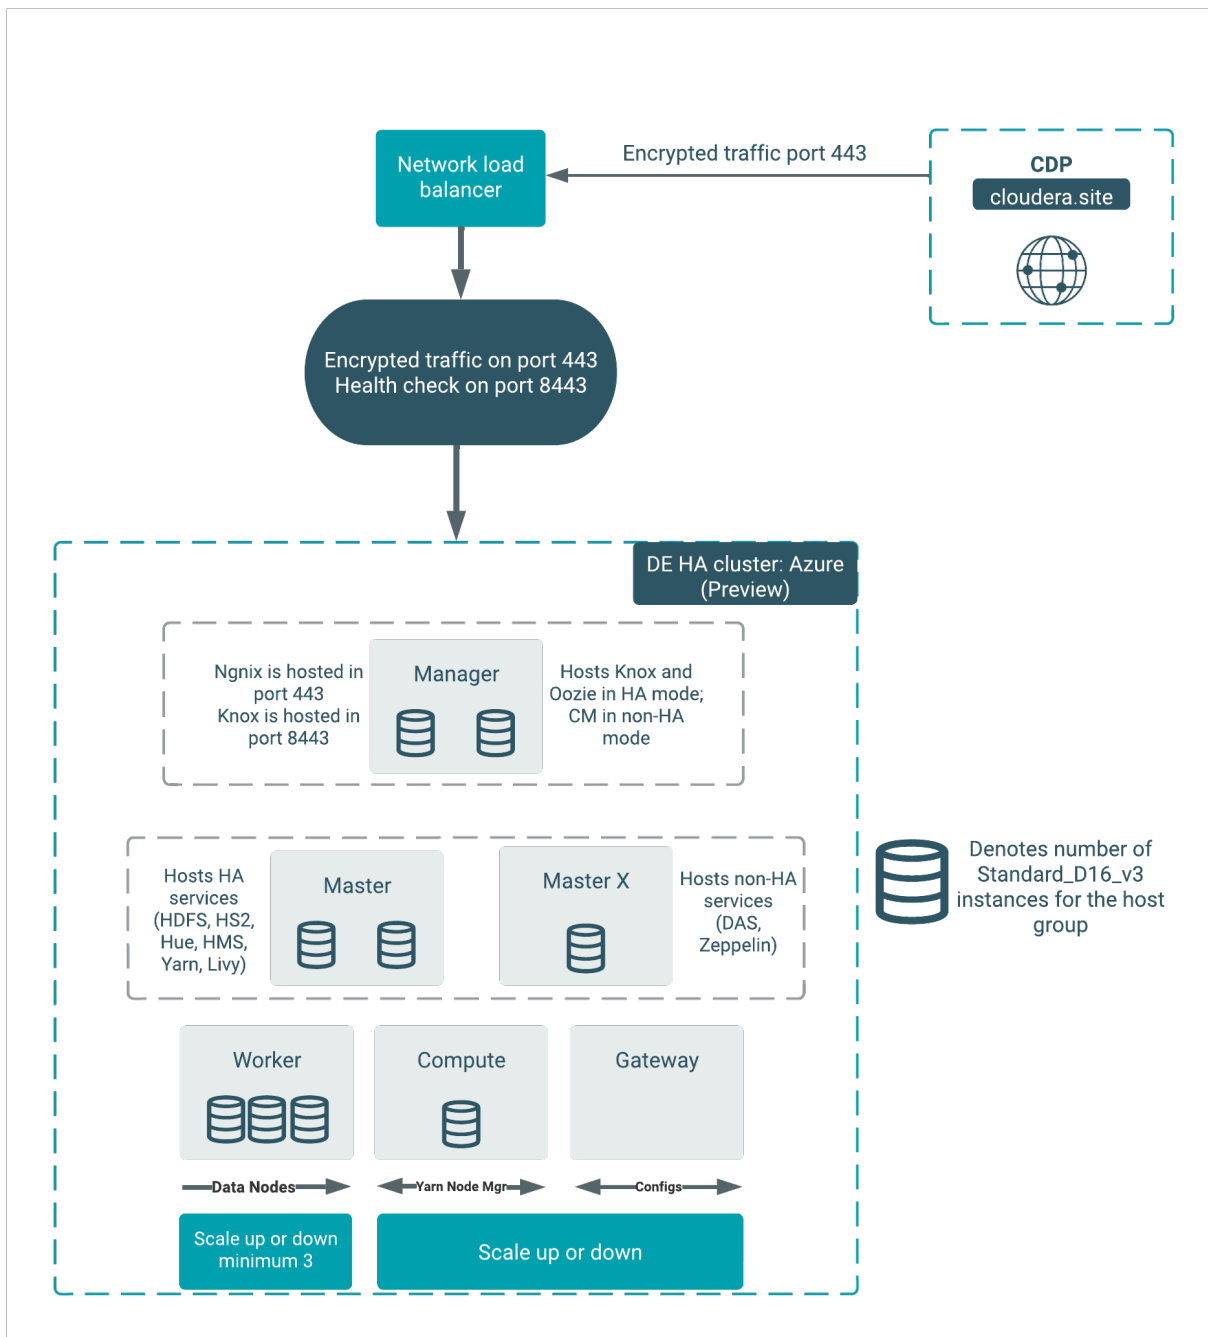 Network load
balancer
Encrypted traffic port 443
CDP
cloudera.site
Encrypted traffic on port 443
Health check on port 8443
DE HA cluster: Azure
(Preview)
Ngnix is hosted in
port 443
Knox is hosted in
port 8443
Manager
Hosts Knox and
Oozie in HA mode;
CM in non-HA
mode
Hosts HA
services
(HDFS, HS2,
Hue, HMS,
Yarn, Livy)
Master
Master X
Hosts non-HA
services
(DAS,
Zeppelin)
Denotes number of
Standard_D16_v3
instances for the host
group
Worker
Compute
Gateway
Data Nodes
Yarn Node Mgr
Configs
Scale up or down
minimum 3
Scale up or down